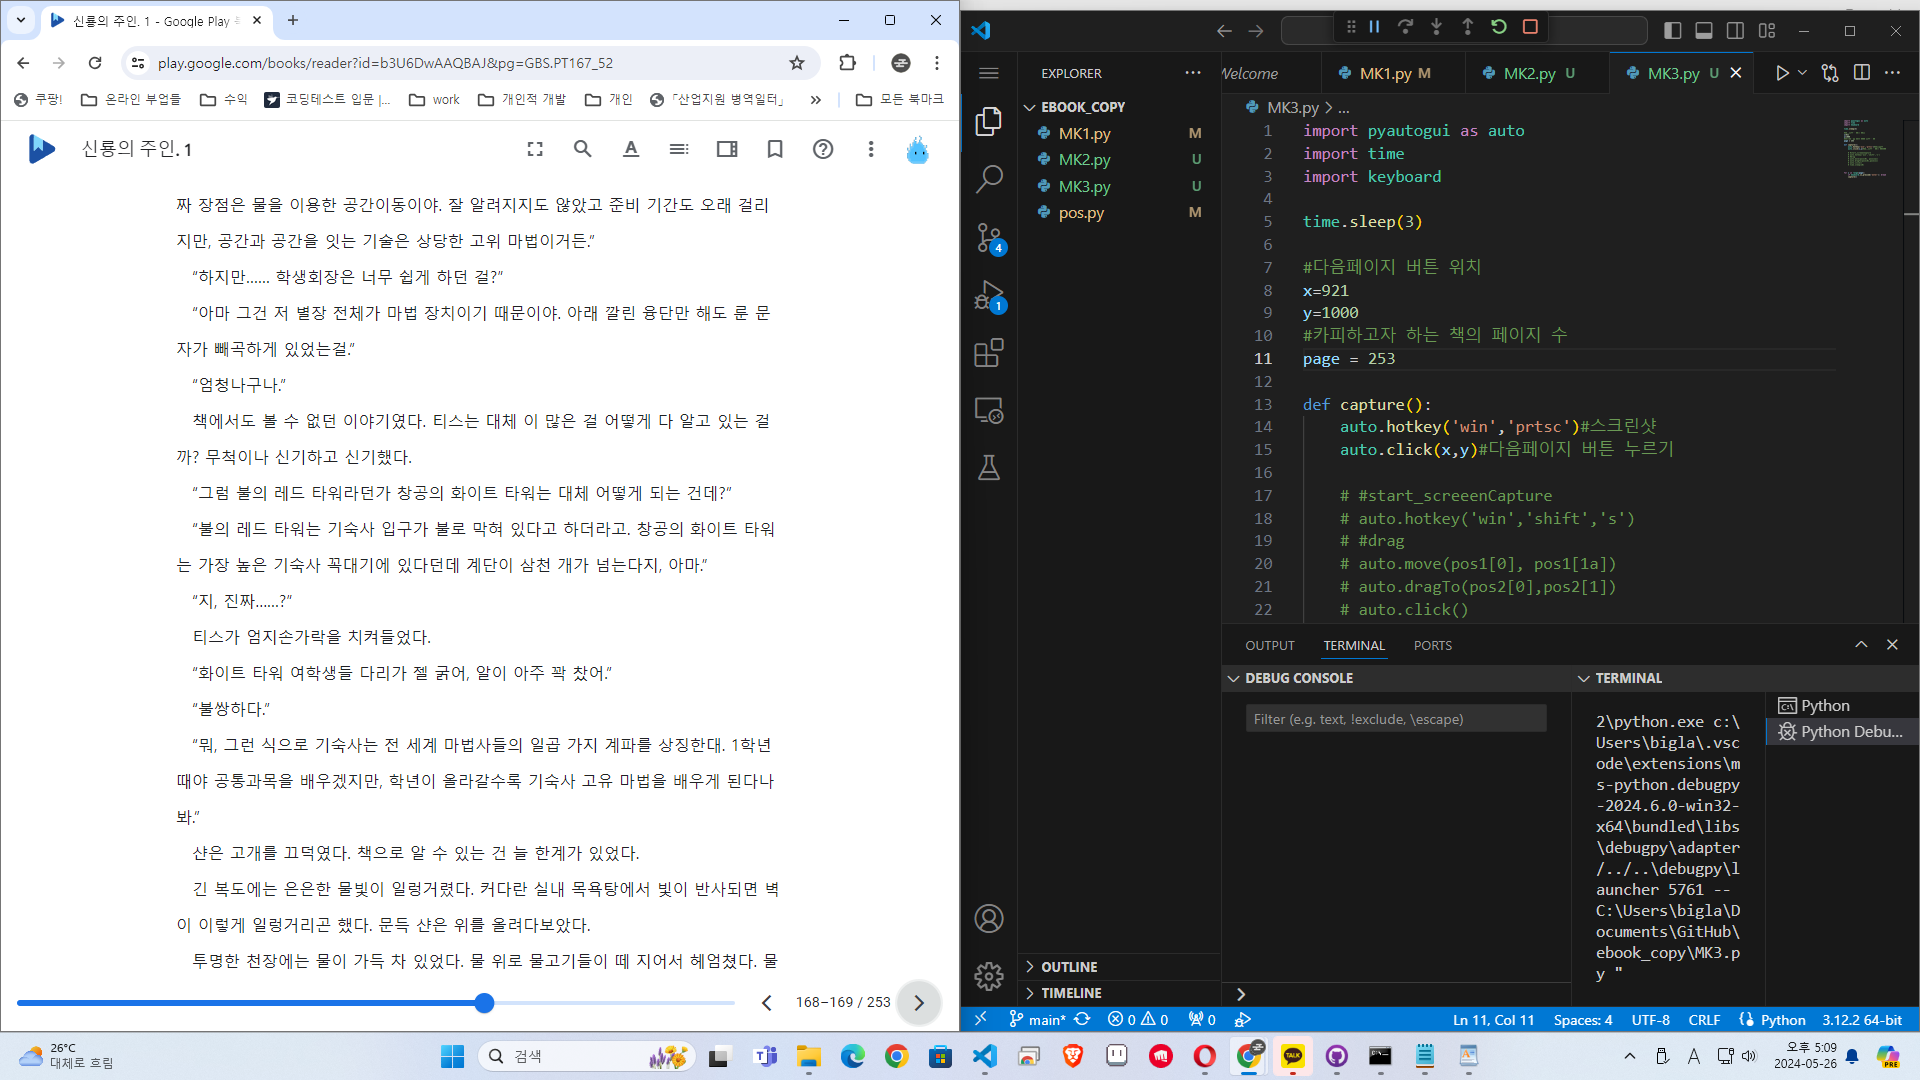 신룡의 주인. 1 - Google Play
play.google.com/books/reader?id=b3U6DwAAQBAJ&pg=GBS.PT167_52
쿠팡!
온라인 부업들
수익
코딩테스트 입문 |...
work
개인적 개발
개인
「산업지원 병역일터」
»
모든 북마크
신룡의 주인. 1
짜 장점은 물을 이용한 공간이동이야. 잘 알려지지도 않았고 준비 기간도 오래 걸리
지만, 공간과 공간을 잇는 기술은 상당한 고위 마법이거든.”
“하지만...... 학생회장은 너무 쉽게 하던 걸?”
“아마 그건 저 별장 전체가 마법 장치이기 때문이야. 아래 깔린 융단만 해도 룬 문
자가 빼곡하게 있었는걸.”
“엄청나구나.”
책에서도 볼 수 없던 이야기였다. 티스는 대체 이 많은 걸 어떻게 다 알고 있는 걸
까? 무척이나 신기하고 신기했다.
“그럼 불의 레드 타워라던가 창공의 화이트 타워는 대체 어떻게 되는 건데?”
“불의 레드 타워는 기숙사 입구가 불로 막혀 있다고 하더라고. 창공의 화이트 타워
는 가장 높은 기숙사 꼭대기에 있다던데 계단이 삼천 개가 넘는다지, 아마.”
“지, 진짜......?”
티스가 엄지손가락을 치켜들었다.
“화이트 타워 여학생들 다리가 젤 굵어, 알이 아주 꽉 찼어.”
“불쌍하다.”
“뭐, 그런 식으로 기숙사는 전 세계 마법사들의 일곱 가지 계파를 상징한대. 1학년
때야 공통과목을 배우겠지만, 학년이 올라갈수록 기숙사 고유 마법을 배우게 된다나
봐.”
샨은 고개를 끄덕였다. 책으로 알 수 있는 건 늘 한계가 있었다.
긴 복도에는 은은한 물빛이 일렁거렸다. 커다란 실내 목욕탕에서 빛이 반사되면 벽
이 이렇게 일렁거리곤 했다. 문득 샨은 위를 올려다보았다.
투명한 천장에는 물이 가득 차 있었다. 물 위로 물고기들이 떼 지어서 헤엄쳤다. 물
168–169 / 253
EXPLORER
EBOOK_COPY
MK1.py M
MK2.py U
MK3.py U
pos.py M
4
1
OUTLINE
TIMELINE
Welcome
MK1.py M
MK2.py U
MK3.py U
MK3.py > ...
1 import pyautogui as auto
2 import time
3 import keyboard
4
5 time.sleep(3)
6
7 #다음페이지 버튼 위치
8 x=921
9 y=1000
10 #카피하고자 하는 책의 페이지 수
11 page = 253
12
13 def capture():
14 auto.hotkey('win','prtsc')#스크린샷
15 auto.click(x,y)#다음페이지 버튼 누르기
16
17 # #start_screeenCapture
18 # auto.hotkey('win','shift','s')
19 # #drag
20 # auto.move(pos1[0], pos1[1a])
21 # auto.dragTo(pos2[0],pos2[1])
22 # auto.click()
OUTPUT
TERMINAL
PORTS
DEBUG CONSOLE
Filter (e.g. text, !exclude, \escape)
TERMINAL
2\python.exe c:\
Users\bigla\.vsc
ode\extensions\m
s-python.debugpy
-2024.6.0-win32-
x64\bundled\libs
\debugpy\adapter
/../..\debugpy\l
auncher 5761 --
C:\Users\bigla\D
ocuments\GitHub\
ebook_copy\MK3.p
y "
Python
Python Debu...
main*
0
0
0
Ln 11, Col 11
Spaces: 4
UTF-8
CRLF
Python
3.12.2 64-bit
26°C
대체로 흐림
검색
TALK
A
오후 5:09
2024-05-26
PRE